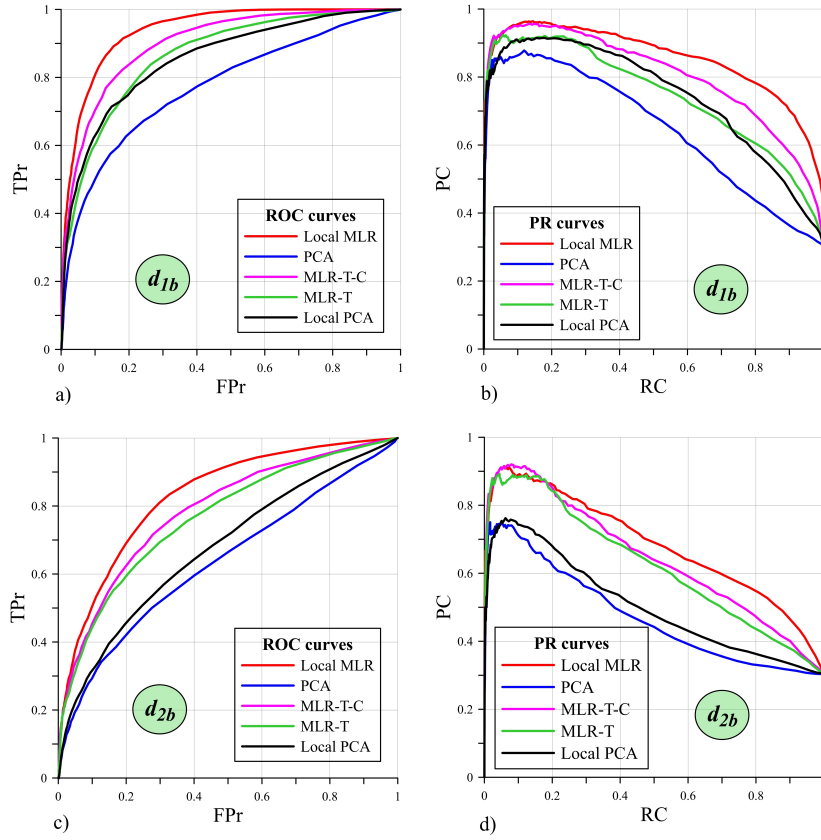 1
0.8
0.6
0.4
0.2
0
TPr
ROC curves
Local MLR
PCA
MLR-T-C
MLR-T
Local PCA
d1b
0 0.2 0.4 0.6 0.8 1
FPr
a)
1
0.8
0.6
0.4
0.2
0
PC
PR curves
Local MLR
PCA
MLR-T-C
MLR-T
Local PCA
d1b
0 0.2 0.4 0.6 0.8
RC
b)
1
0.8
0.6
0.4
0.2
0
TPr
ROC curves
Local MLR
PCA
MLR-T-C
MLR-T
Local PCA
d2b
0 0.2 0.4 0.6 0.8 1
FPr
c)
1
0.8
0.6
0.4
0.2
0
PC
PR curves
Local MLR
PCA
MLR-T-C
MLR-T
Local PCA
d2b
0 0.2 0.4 0.6 0.8
RC
d)